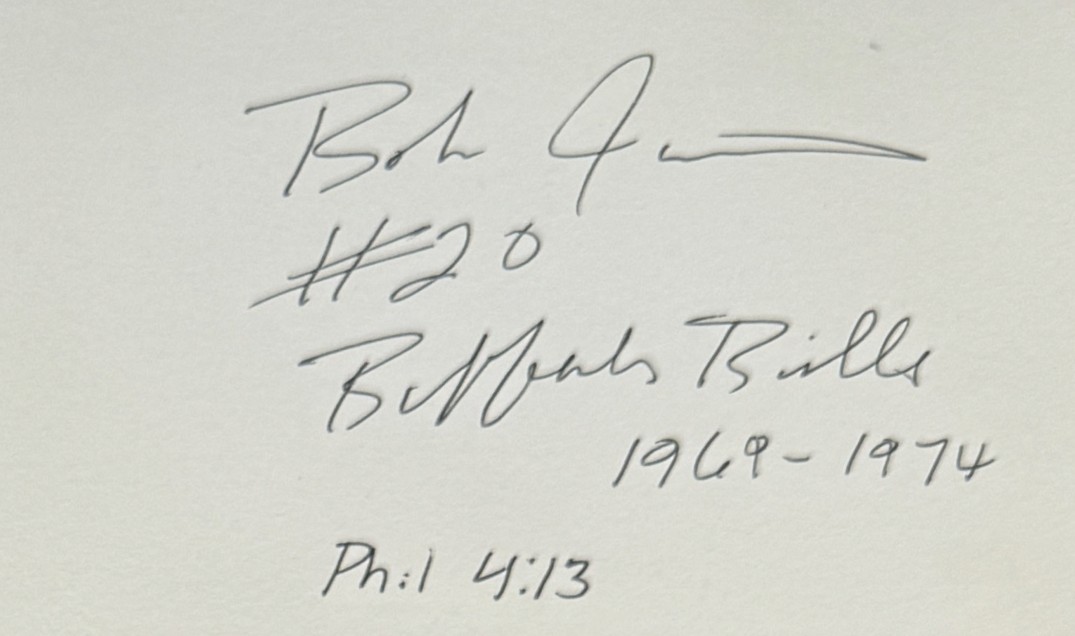 Bob
#20
Buffalo Bills
1969-1974
Phil 4:13